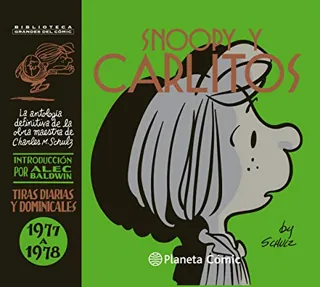 BIBLIOTECA
GRANDES DEL CÓMIC
La antología
definitiva de la
obra maestra de
Charles M. Schulz
INTRODUCCIÓN
POR ALEC
BALDWIN
TIRAS DIARIAS
Y DOMINICALES
1977
A
1978
SNOOPY Y
CARLITOS
by
SCHULZ
Planeta Cómic